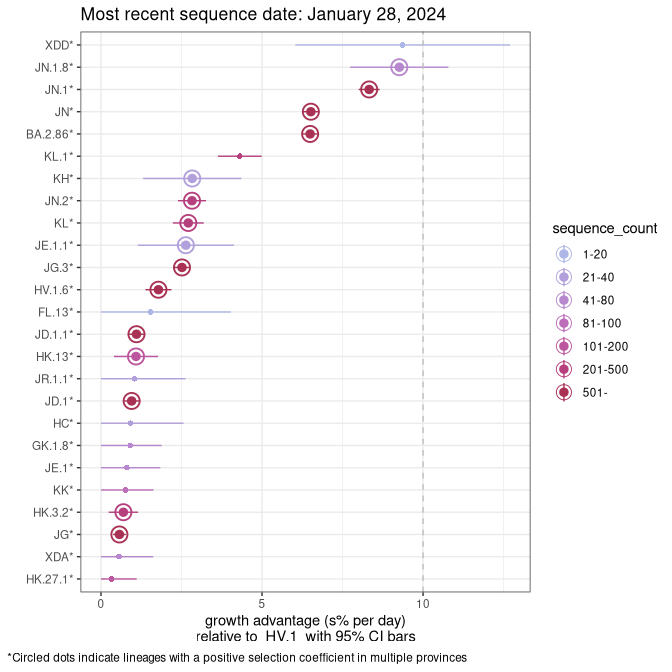 Most recent sequence date: January 28, 2024
XDD*
JN.1.8*
JN.1*
JN*
BA.2.86*
KL.1*
KH*
JN.2*
KL*
JE.1.1*
JG.3*
HV.1.6*
FL.13*
JD.1.1*
HK.13*
JR.1.1*
JD.1*
HC*
GK.1.8*
JE.1*
KK*
HK.3.2*
JG*
XDA*
HK.27.1*
0 5 10
growth advantage (s% per day)
relative to HV.1 with 95% CI bars
sequence_count
1-20
21-40
41-80
81-100
101-200
201-500
501-
*Circled dots indicate lineages with a positive selection coefficient in multiple provinces